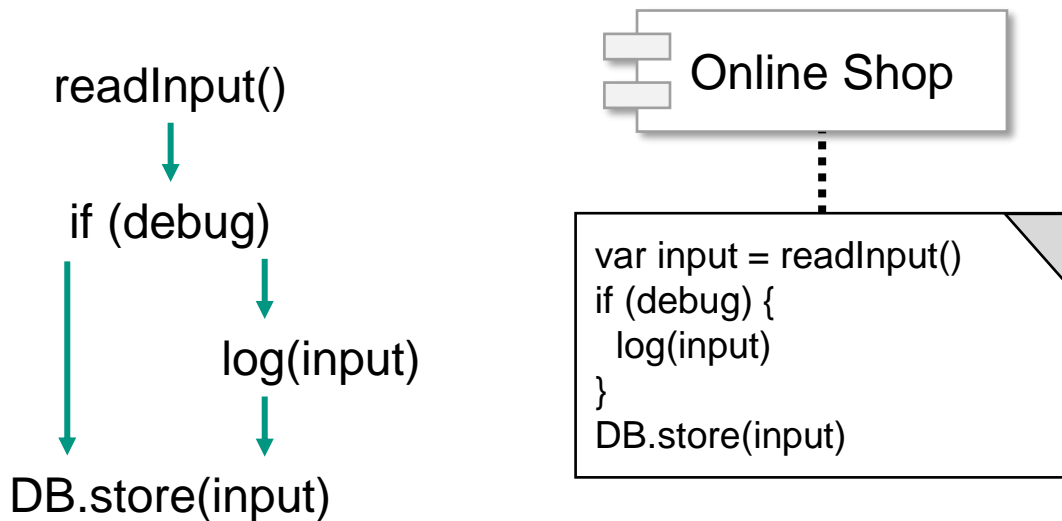 readInput()
if (debug)
log(input)
DB.store(input)
Online Shop
var input = readInput()
if (debug) {
log(input)
}
DB.store(input)